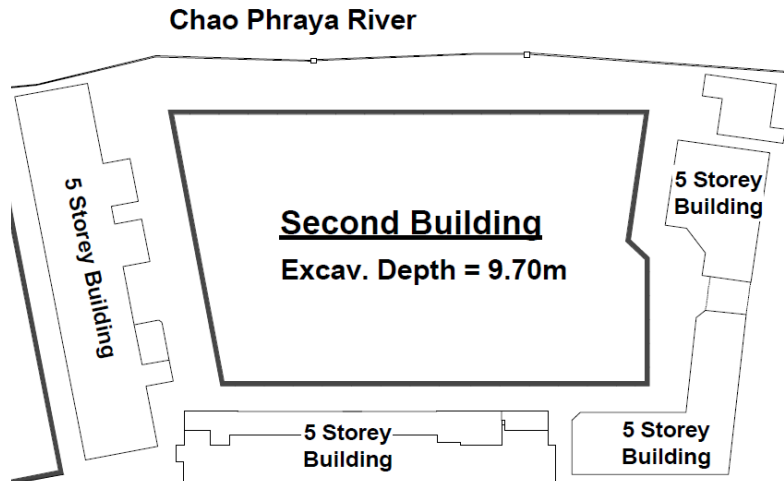 Chao Phraya River
5 Storey Building
Second Building
Excav. Depth = 9.70m
5 Storey
Building
5 Storey
Building
5 Storey
Building